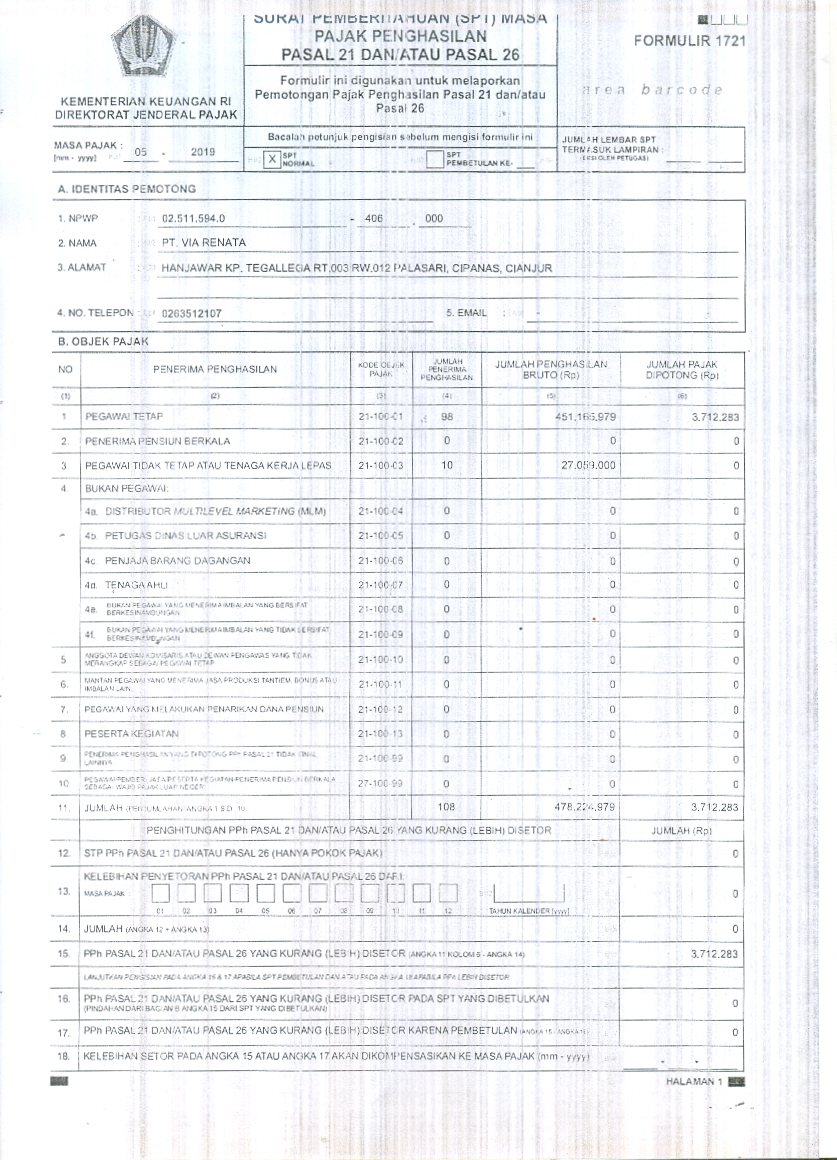 SURAT PEMBERITAHUAN (SPT) MASA
PAJAK PENGHASILAN
PASAL 21 DAN/ATAU PASAL 26
FORMULIR 1721
Formulir ini digunakan untuk melaporkan
Pemotongan Pajak Penghasilan Pasal 21 dan/atau
Pasal 26
area barcode
KEMENTERIAN KEUANGAN RI
DIREKTORAT JENDERAL PAJAK
Bacalah petunjuk pengisian sebelum mengisi formulir ini
MASA PAJAK : 05 - 2019
[mm - yyyy]
X SPT NORMAL
SPT PEMBETULAN KE-
JUMLAH LEMBAR SPT
TERMASUK LAMPIRAN :
(DIISI OLEH PETUGAS)
A. IDENTITAS PEMOTONG
1. NPWP : 02.511.594.0 - 406 . 000
2. NAMA : PT. VIA RENATA
3. ALAMAT : HANJAWAR KP. TEGALLEGA RT.003 RW.012 PALASARI, CIPANAS, CIANJUR
4. NO. TELEPON : 0263512107 5. EMAIL : -
B. OBJEK PAJAK
NO PENERIMA PENGHASILAN KODE OBJEK PAJAK JUMLAH PENERIMA PENGHASILAN JUMLAH PENGHASILAN BRUTO (Rp) JUMLAH PAJAK DIPOTONG (Rp)
(1) (2) (3) (4) (5) (6)
1. PEGAWAI TETAP 21-100-01 98 451,165,979 3.712.283
2. PENERIMA PENSIUN BERKALA 21-100-02 0 0 0
3 PEGAWAI TIDAK TETAP ATAU TENAGA KERJA LEPAS 21-100-03 10 27.059.000 0
4. BUKAN PEGAWAI:
4a. DISTRIBUTOR MULTILEVEL MARKETING (MLM) 21-100-04 0 0 0
4b. PETUGAS DINAS LUAR ASURANSI 21-100-05 0 0 0
4c. PENJAJA BARANG DAGANGAN 21-100-06 0 0 0
4d. TENAGA AHLI 21-100-07 0 0 0
4e. BUKAN PEGAWAI YANG MENERIMA IMBALAN YANG BERSIFAT BERKESINAMBUNGAN 21-100-08 0 0 0
4f. BUKAN PEGAWAI YANG MENERIMA IMBALAN YANG TIDAK BERSIFAT BERKESINAMBUNGAN 21-100-09 0 0 0
5 ANGGOTA DEWAN KOMISARIS ATAU DEWAN PENGAWAS YANG TIDAK MERANGKAP SEBAGAI PEGAWAI TETAP 21-100-10 0 0 0
6. MANTAN PEGAWAI YANG MENERIMA JASA PRODUKSI TANTIEM, BONUS ATAU IMBALAN LAIN 21-100-11 0 0 0
7. PEGAWAI YANG MELAKUKAN PENARIKAN DANA PENSIUN 21-100-12 0 0 0
8 PESERTA KEGIATAN 21-100-13 0 0 0
9 PENERIMA PENGHASILAN YANG DIPOTONG PPh PASAL 21 TIDAK FINAL LAINNYA 21-100-99 0 0 0
10 PEGAWAI/PEMBERI JASA/PESERTA KEGIATAN/PENERIMA PENSIUN BERKALA SEBAGAI WAJIB PAJAK LUAR NEGERI 27-100-99 0 0 0
11. JUMLAH (PENJUMLAHAN ANGKA 1 S.D. 10) 108 478,224,979 3.712.283
PENGHITUNGAN PPh PASAL 21 DAN/ATAU PASAL 26 YANG KURANG (LEBIH) DISETOR JUMLAH (Rp)
12. STP PPh PASAL 21 DAN/ATAU PASAL 26 (HANYA POKOK PAJAK) 0
13. KELEBIHAN PENYETORAN PPh PASAL 21 DAN/ATAU PASAL 26 DARI:
MASA PAJAK : 0
01 02 03 04 05 06 07 08 09 10 11 12 TAHUN KALENDER (yyyy)
14. JUMLAH (ANGKA 12 + ANGKA 13) 0
15. PPh PASAL 21 DAN/ATAU PASAL 26 YANG KURANG (LEBIH) DISETOR (ANGKA 11 KOLOM 6 - ANGKA 14) 3.712.283
LANJUTKAN PENGISIAN PADA ANGKA 16 & 17 APABILA SPT PEMBETULAN DAN/ATAU PADA ANGKA 18 APABILA PPh LEBIH DISETOR
16. PPh PASAL 21 DAN/ATAU PASAL 26 YANG KURANG (LEBIH) DISETOR PADA SPT YANG DIBETULKAN 0
(PINDAHAN DARI BAGIAN B ANGKA 15 DARI SPT YANG DIBETULKAN)
17. PPh PASAL 21 DAN/ATAU PASAL 26 YANG KURANG (LEBIH) DISETOR KARENA PEMBETULAN (ANGKA 15 - ANGKA 16) 0
18. KELEBIHAN SETOR PADA ANGKA 15 ATAU ANGKA 17 AKAN DIKOMPENSASIKAN KE MASA PAJAK (mm - yyyy) -
HALAMAN 1